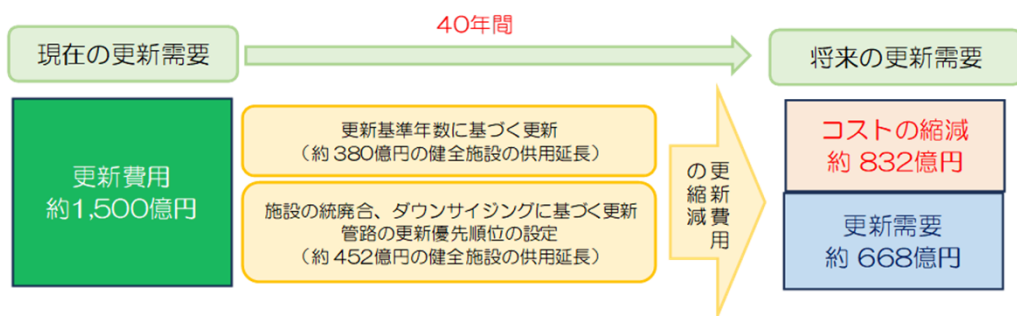 40年間
現在の更新需要
将来の更新需要
更新費用
約1,500億円
更新基準年数に基づく更新
（約380億円の健全施設の供用延長）
施設の統廃合、ダウンサイジングに基づく更新
管路の更新優先順位の設定
（約452億円の健全施設の供用延長）
更新費用
の縮減
コストの縮減
約 832億円
更新需要
約 668億円